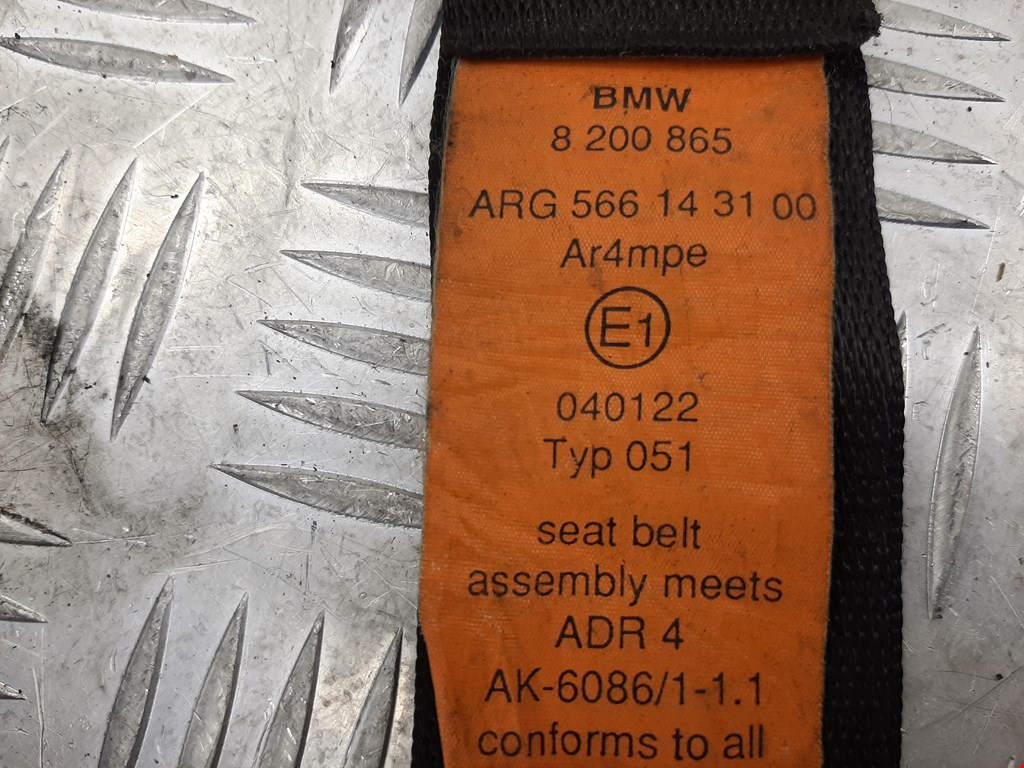 BMW
8 200 865
ARG 566 14 31 00
Ar4mpe
E1
040122
Typ 051
seat belt
assembly meets
ADR 4
AK-6086/1-1.1
conforms to all